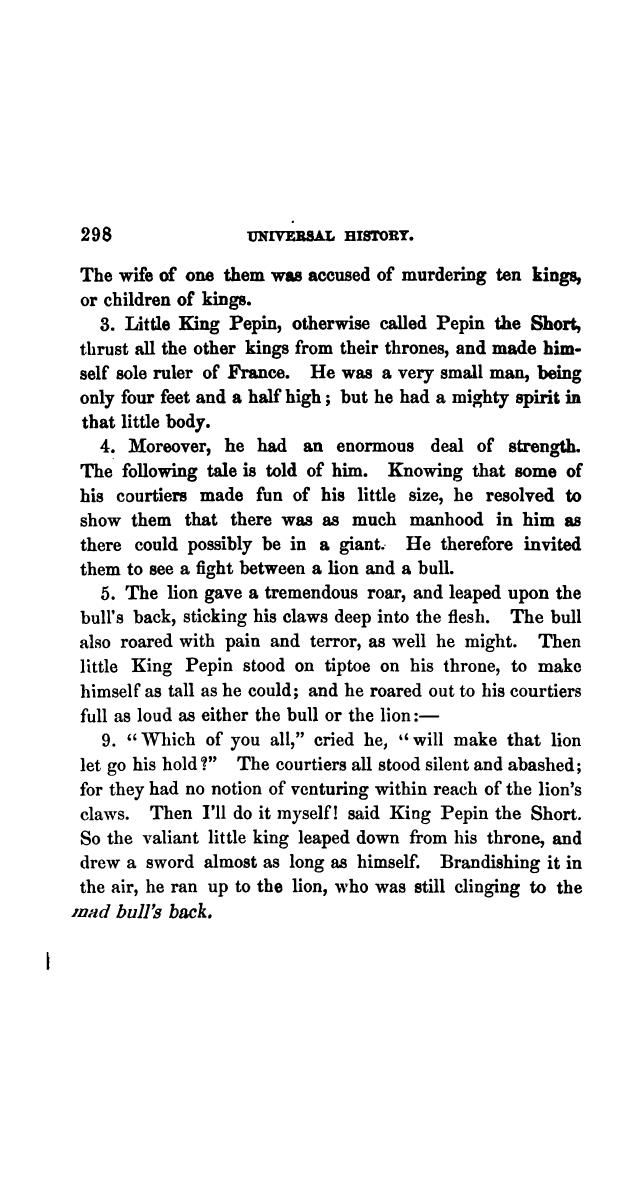 298 UNIVERSAL HISTORY.
The wife of one them was accused of murdering ten kings,
or children of kings.
3. Little King Pepin, otherwise called Pepin the Short,
thrust all the other kings from their thrones, and made him-
self sole ruler of France. He was a very small man, being
only four feet and a half high; but he had a mighty spirit in
that little body.
4. Moreover, he had an enormous deal of strength.
The following tale is told of him. Knowing that some of
his courtiers made fun of his little size, he resolved to
show them that there was as much manhood in him as
there could possibly be in a giant. He therefore invited
them to see a fight between a lion and a bull.
5. The lion gave a tremendous roar, and leaped upon the
bull's back, sticking his claws deep into the flesh. The bull
also roared with pain and terror, as well he might. Then
little King Pepin stood on tiptoe on his throne, to make
himself as tall as he could; and he roared out to his courtiers
full as loud as either the bull or the lion:—
9. "Which of you all," cried he, "will make that lion
let go his hold?" The courtiers all stood silent and abashed;
for they had no notion of venturing within reach of the lion's
claws. Then I'll do it myself! said King Pepin the Short.
So the valiant little king leaped down from his throne, and
drew a sword almost as long as himself. Brandishing it in
the air, he ran up to the lion, who was still clinging to the
mad bull's back.